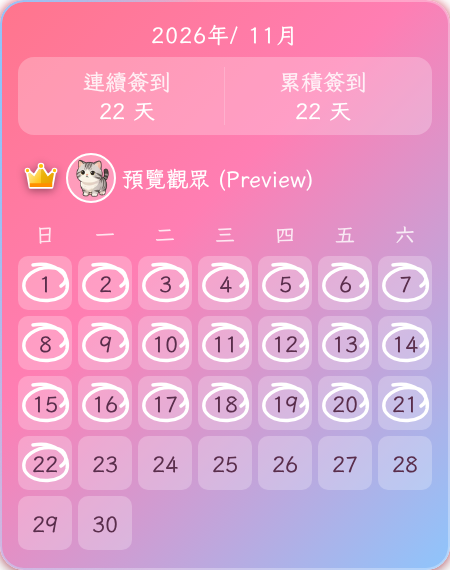 2026年/ 11月
連續簽到 累積簽到
22 天 22 天
預覽觀眾 (Preview)
日 一 二 三 四 五 六
1 2 3 4 5 6 7
8 9 10 11 12 13 14
15 16 17 18 19 20 21
22 23 24 25 26 27 28
29 30